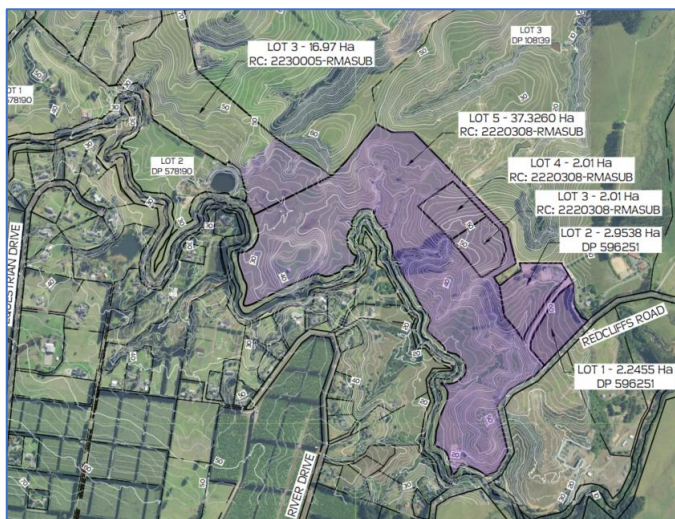 LOT 3 - 16.97 Ha
RC: 2230005-RMASUB
LOT 3
DP 108139
LOT 1
578190
LOT 5 - 37.3260 Ha
RC: 2220308-RMASUB
LOT 2
DP 578190
LOT 4 - 2.01 Ha
RC: 2220308-RMASUB
LOT 3 - 2.01 Ha
RC: 2220308-RMASUB
LOT 2 - 2.9538 Ha
DP 596251
QUESTRIAN DRIVE
REDCLIFFS ROAD
LOT 1 - 2.2455 Ha
DP 596251
RIVER DRIVE